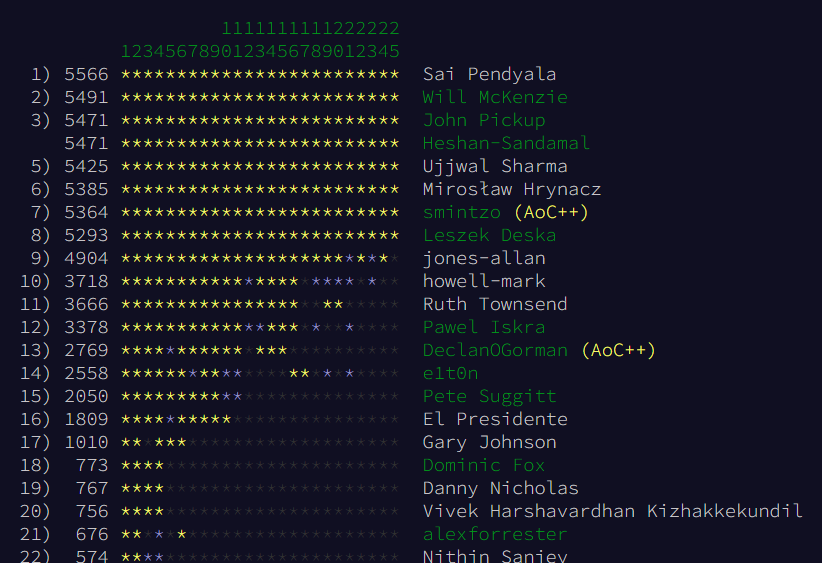 1111111111222222
1234567890123456789012345
1) 5566 ************************* Sai Pendyala
2) 5491 ************************* Will McKenzie
3) 5471 ************************* John Pickup
5471 ************************* Heshan-Sandamal
5) 5425 ************************* Ujjwal Sharma
6) 5385 ************************* Mirosław Hrynacz
7) 5364 ************************* smintzo (AoC++)
8) 5293 ************************* Leszek Deska
9) 4904 ************************* jones-allan
10) 3718 ************************* howell-mark
11) 3666 ************************* Ruth Townsend
12) 3378 ************************* Pawel Iskra
13) 2769 ************************* DeclanOGorman (AoC++)
14) 2558 ************************* e1t0n
15) 2050 ************************* Pete Suggitt
16) 1809 ************************* El Presidente
17) 1010 ************************* Gary Johnson
18) 773 ************************* Dominic Fox
19) 767 ************************* Danny Nicholas
20) 756 ************************* Vivek Harshavardhan Kizhakkekundil
21) 676 ************************* alexforrester
22) 574 ************************* Nithin Sanjev